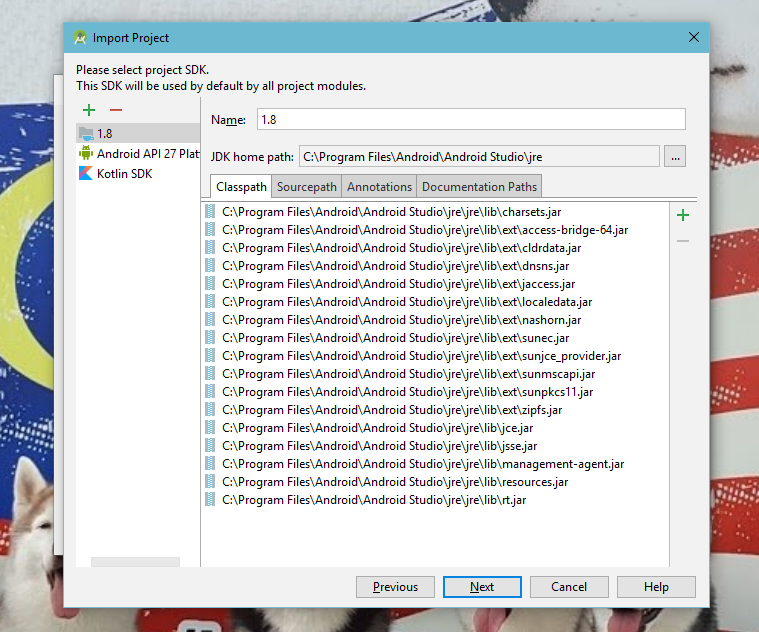 Import Project
Please select project SDK.
This SDK will be used by default by all project modules.
1.8
Android API 27 Plat
Kotlin SDK
Name: 1.8
JDK home path: C:\Program Files\Android\Android Studio\jre ...
Classpath Sourcepath Annotations Documentation Paths
C:\Program Files\Android\Android Studio\jre\jre\lib\charsets.jar
C:\Program Files\Android\Android Studio\jre\jre\lib\ext\access-bridge-64.jar
C:\Program Files\Android\Android Studio\jre\jre\lib\ext\cldrdata.jar
C:\Program Files\Android\Android Studio\jre\jre\lib\ext\dnsns.jar
C:\Program Files\Android\Android Studio\jre\jre\lib\ext\jaccess.jar
C:\Program Files\Android\Android Studio\jre\jre\lib\ext\localedata.jar
C:\Program Files\Android\Android Studio\jre\jre\lib\ext\nashorn.jar
C:\Program Files\Android\Android Studio\jre\jre\lib\ext\sunec.jar
C:\Program Files\Android\Android Studio\jre\jre\lib\ext\sunjce_provider.jar
C:\Program Files\Android\Android Studio\jre\jre\lib\ext\sunmscapi.jar
C:\Program Files\Android\Android Studio\jre\jre\lib\ext\sunpkcs11.jar
C:\Program Files\Android\Android Studio\jre\jre\lib\ext\zipfs.jar
C:\Program Files\Android\Android Studio\jre\jre\lib\jce.jar
C:\Program Files\Android\Android Studio\jre\jre\lib\jsse.jar
C:\Program Files\Android\Android Studio\jre\jre\lib\management-agent.jar
C:\Program Files\Android\Android Studio\jre\jre\lib\resources.jar
C:\Program Files\Android\Android Studio\jre\jre\lib\rt.jar
Previous Next Cancel Help